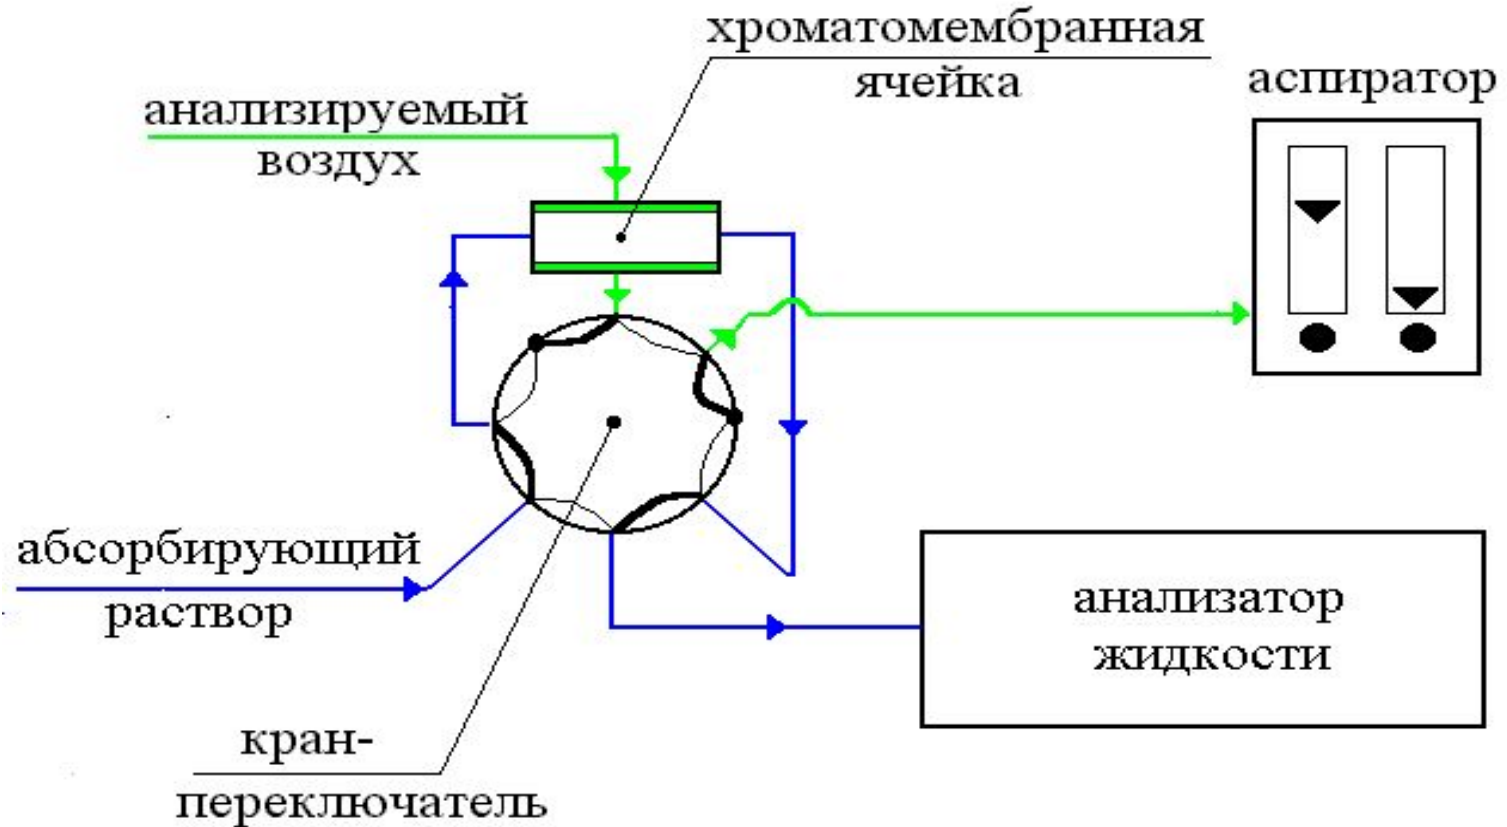 хроматомембранная
ячейка
аспиратор
анализируемый
воздух
абсорбирующий
раствор
анализатор
жидкости
кран-
переключатель